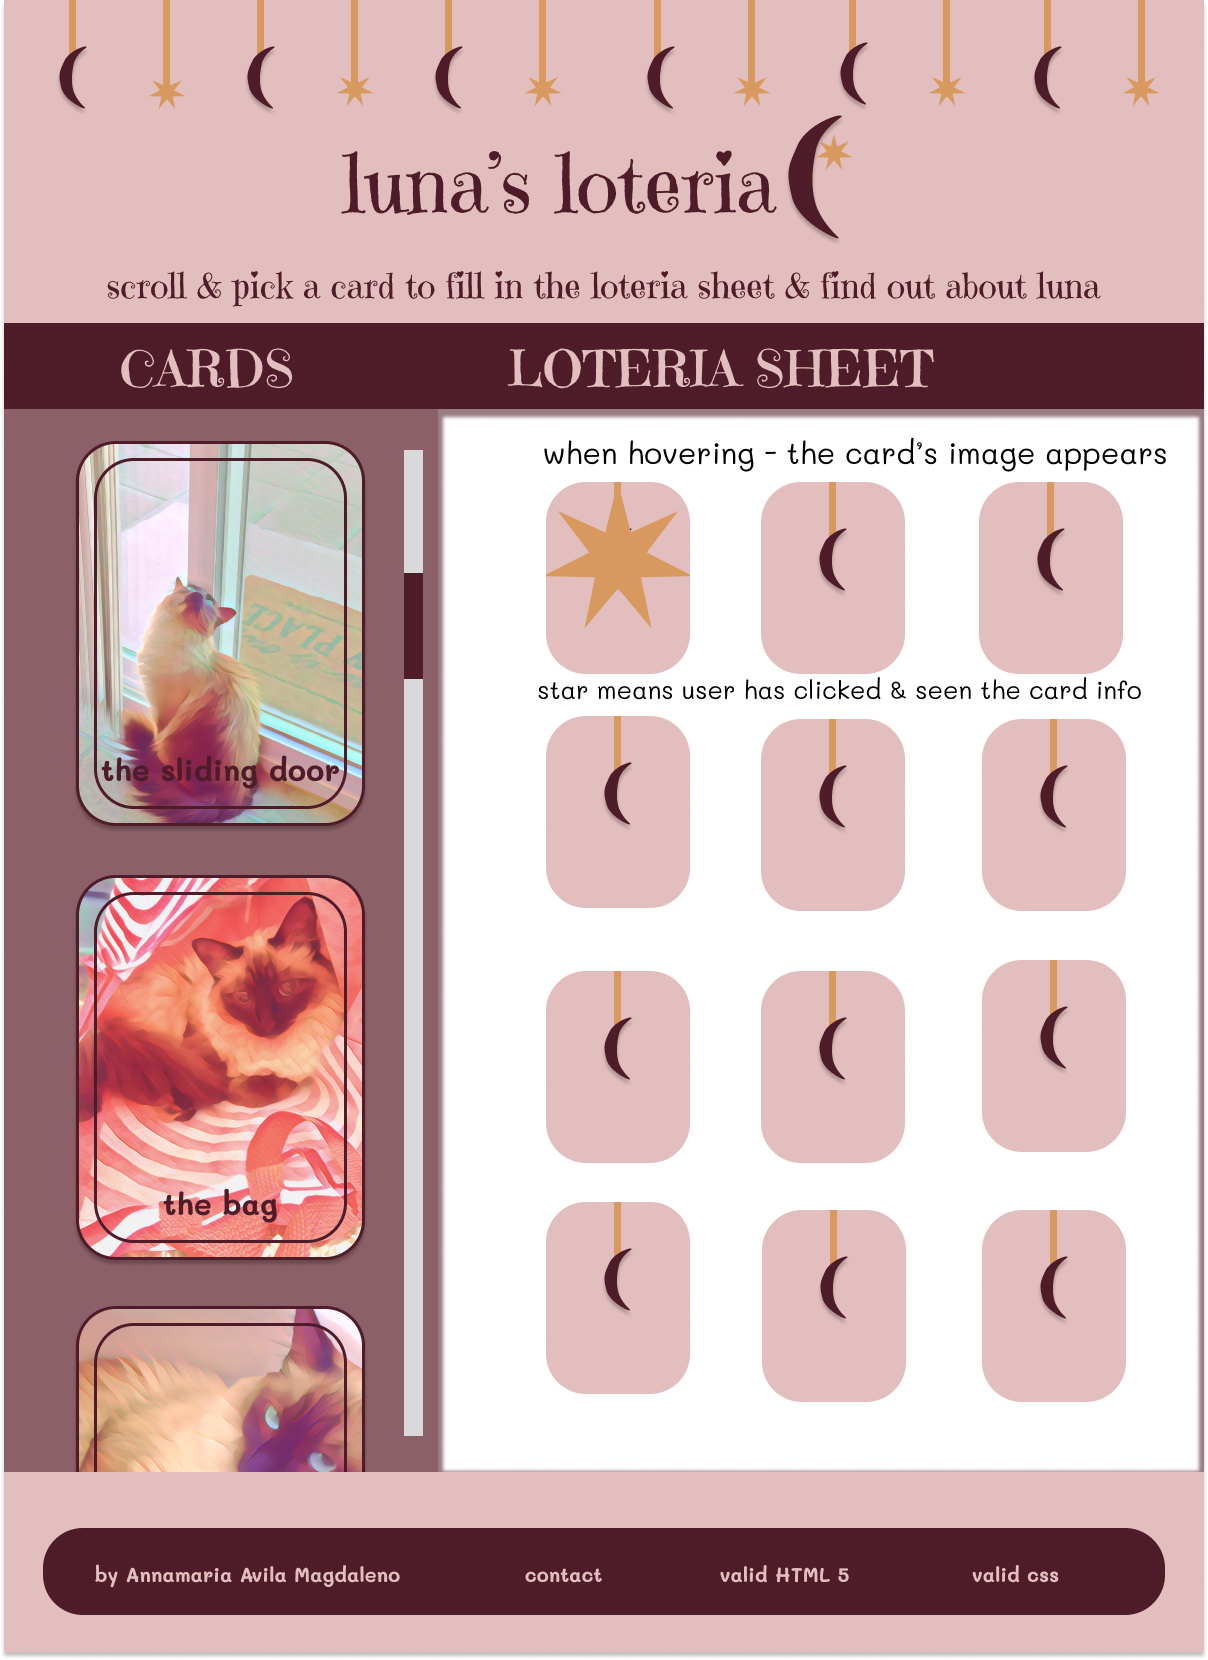 luna's loteria
scroll & pick a card to fill in the loteria sheet & find out about luna
CARDS
LOTERIA SHEET
the sliding door
the bag
when hovering - the card's image appears
star means user has clicked & seen the card info
by Annamaria Avila Magdaleno
contact
valid HTML 5
valid css